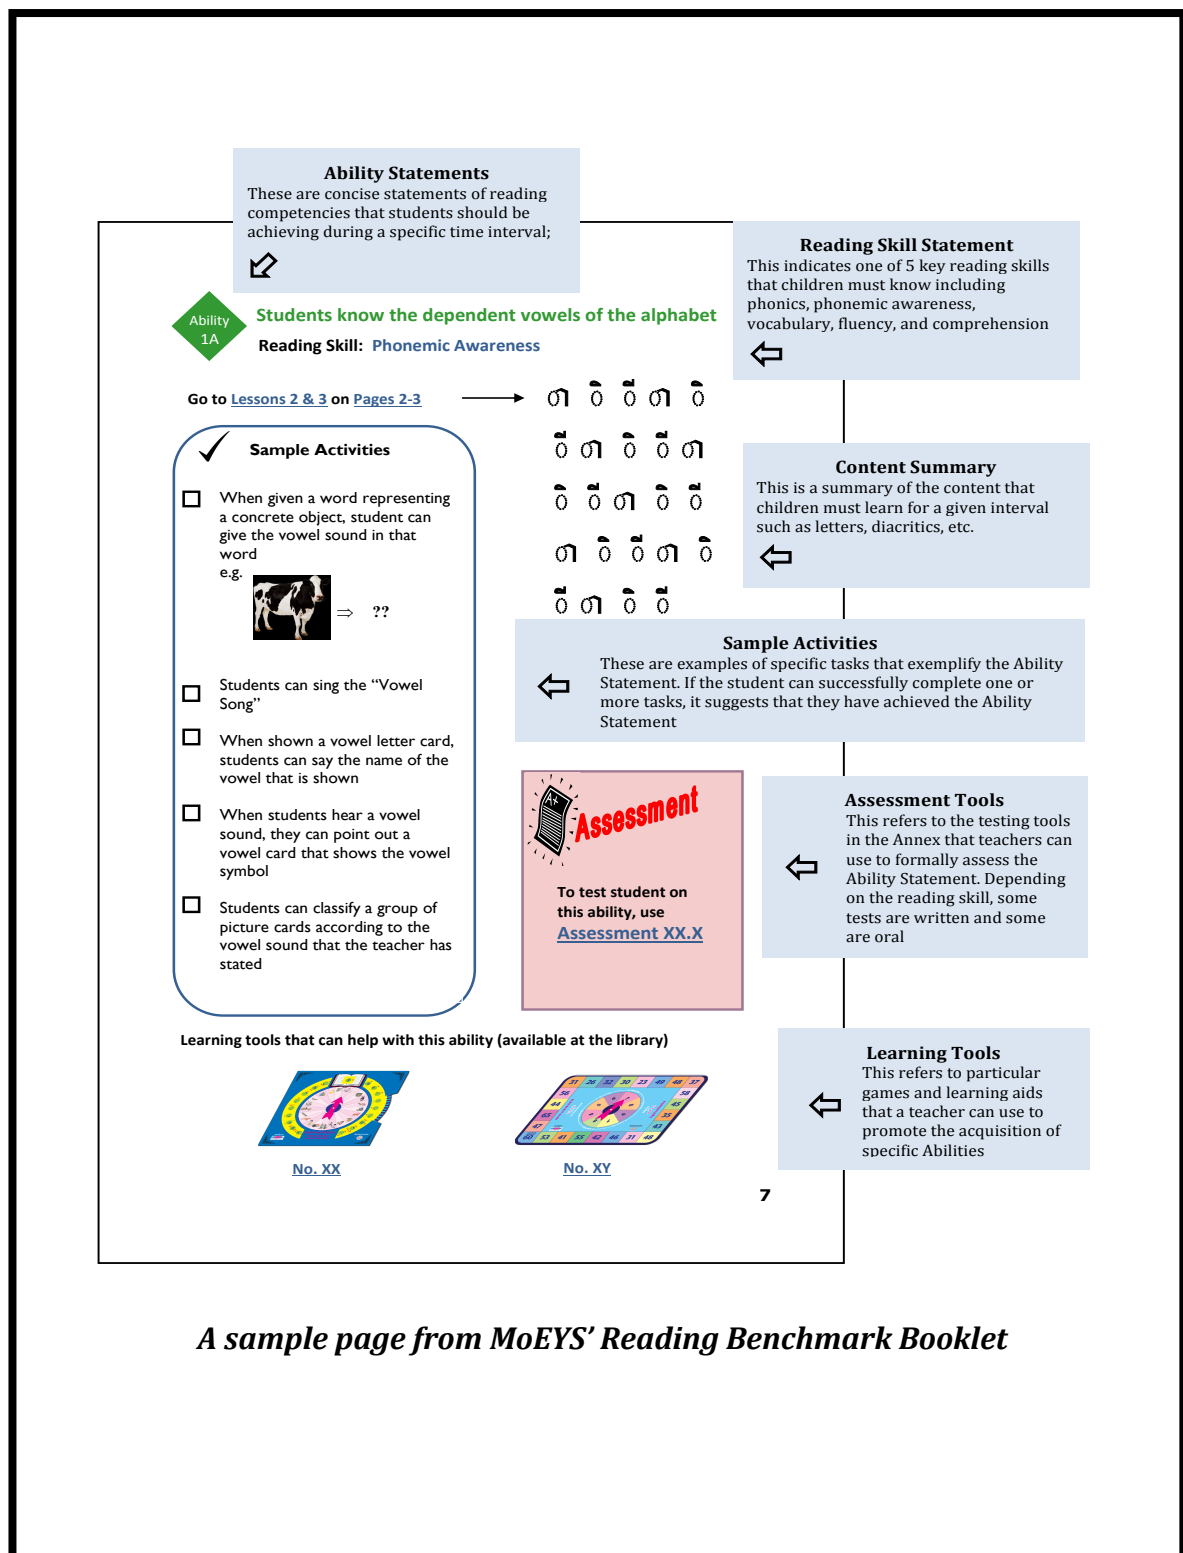 Ability Statements
These are concise statements of reading
competencies that students should be
achieving during a specific time interval;
Reading Skill Statement
This indicates one of 5 key reading skills
that children must know including
phonics, phonemic awareness,
vocabulary, fluency, and comprehension
Ability
1A
Students know the dependent vowels of the alphabet
Reading Skill: Phonemic Awareness
Go to Lessons 2 & 3 on Pages 2-3
Content Summary
This is a summary of the content that
children must learn for a given interval
such as letters, diacritics, etc.
Sample Activities
When given a word representing
a concrete object, student can
give the vowel sound in that
word
e.g.
⇒ ??
Students can sing the “Vowel
Song”
When shown a vowel letter card,
students can say the name of the
vowel that is shown
When students hear a vowel
sound, they can point out a
vowel card that shows the vowel
symbol
Students can classify a group of
picture cards according to the
vowel sound that the teacher has
stated
Sample Activities
These are examples of specific tasks that exemplify the Ability
Statement. If the student can successfully complete one or
more tasks, it suggests that they have achieved the Ability
Statement
A+
Assessment
To test student on
this ability, use
Assessment XX.X
Assessment Tools
This refers to the testing tools
in the Annex that teachers can
use to formally assess the
Ability Statement. Depending
on the reading skill, some
tests are written and some
are oral
Learning tools that can help with this ability (available at the library)
No. XX
No. XY
Learning Tools
This refers to particular
games and learning aids
that a teacher can use to
promote the acquisition of
specific Abilities
7
A sample page from MoEYS’ Reading Benchmark Booklet